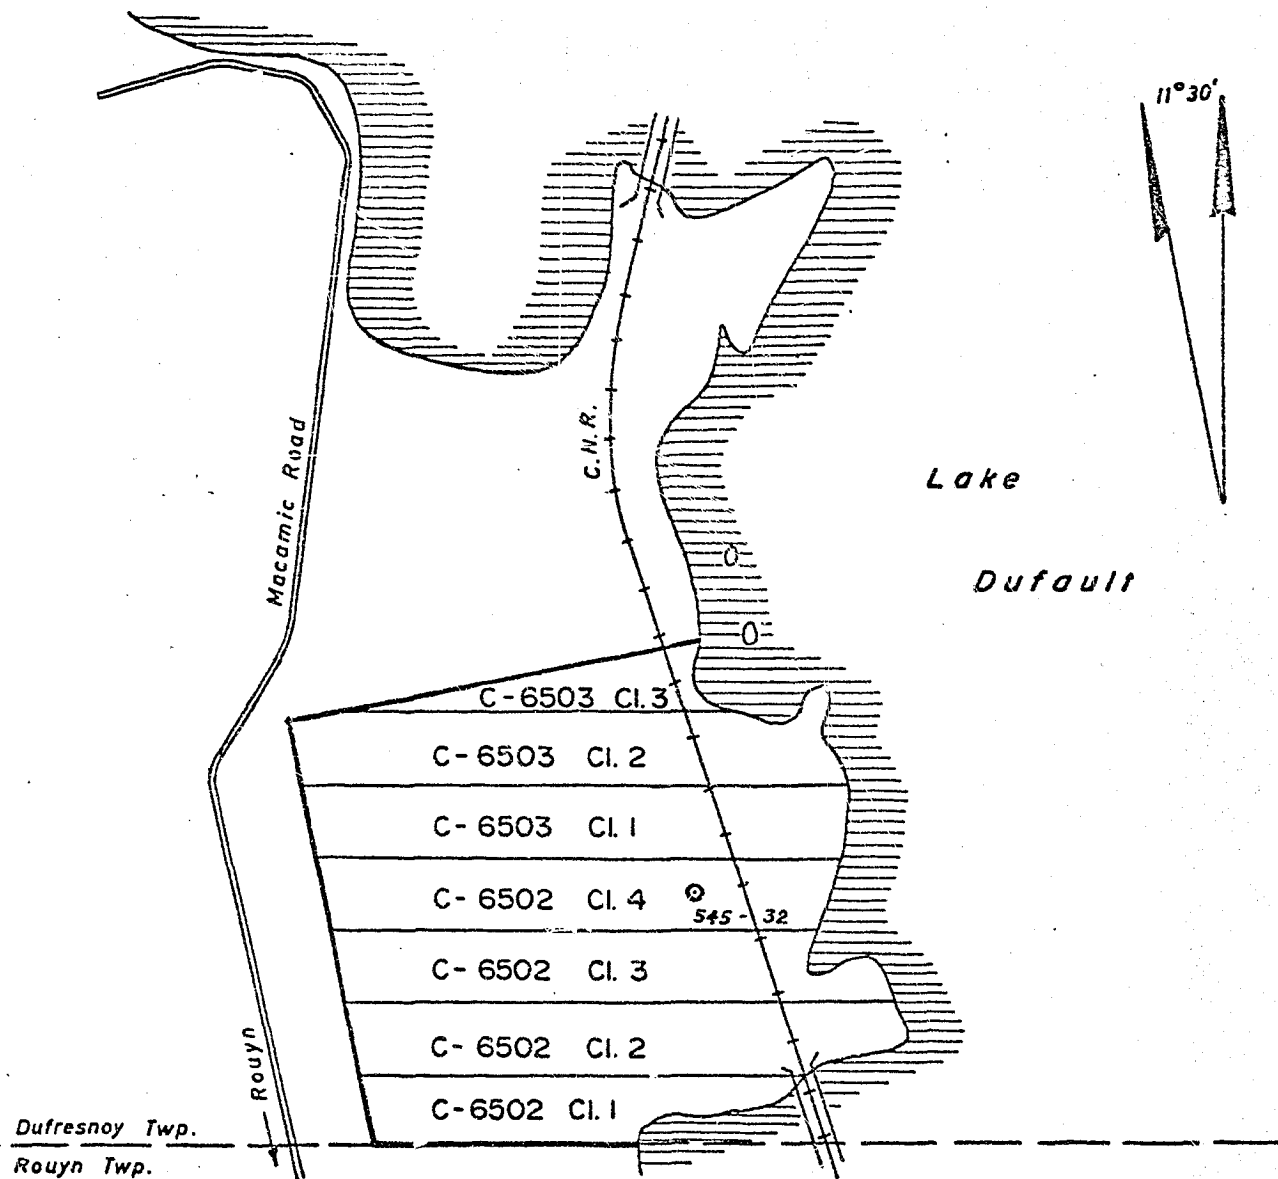 11°30'
C.N.R.
Macamic Road
Lake
Dufault
C-6503 Cl. 3
C-6503 Cl. 2
C-6503 Cl. 1
C-6502 Cl. 4
545-32
C-6502 Cl. 3
C-6502 Cl. 2
C-6502 Cl. 1
Rouyn
Dufresnoy Twp.
Rouyn Twp.